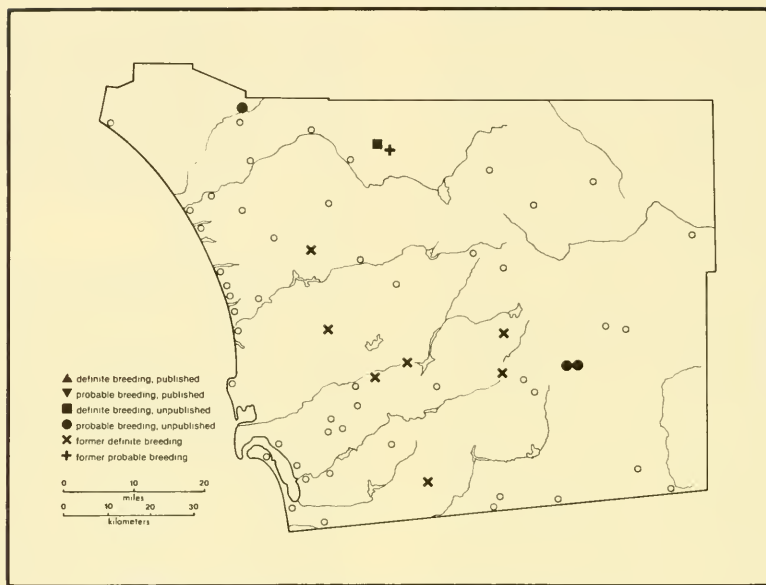 definite breeding, published
probable breeding, published
definite breeding, unpublished
probable breeding, unpublished
former definite breeding
former probable breeding
0 10 20
miles
0 10 20 30
kilometers